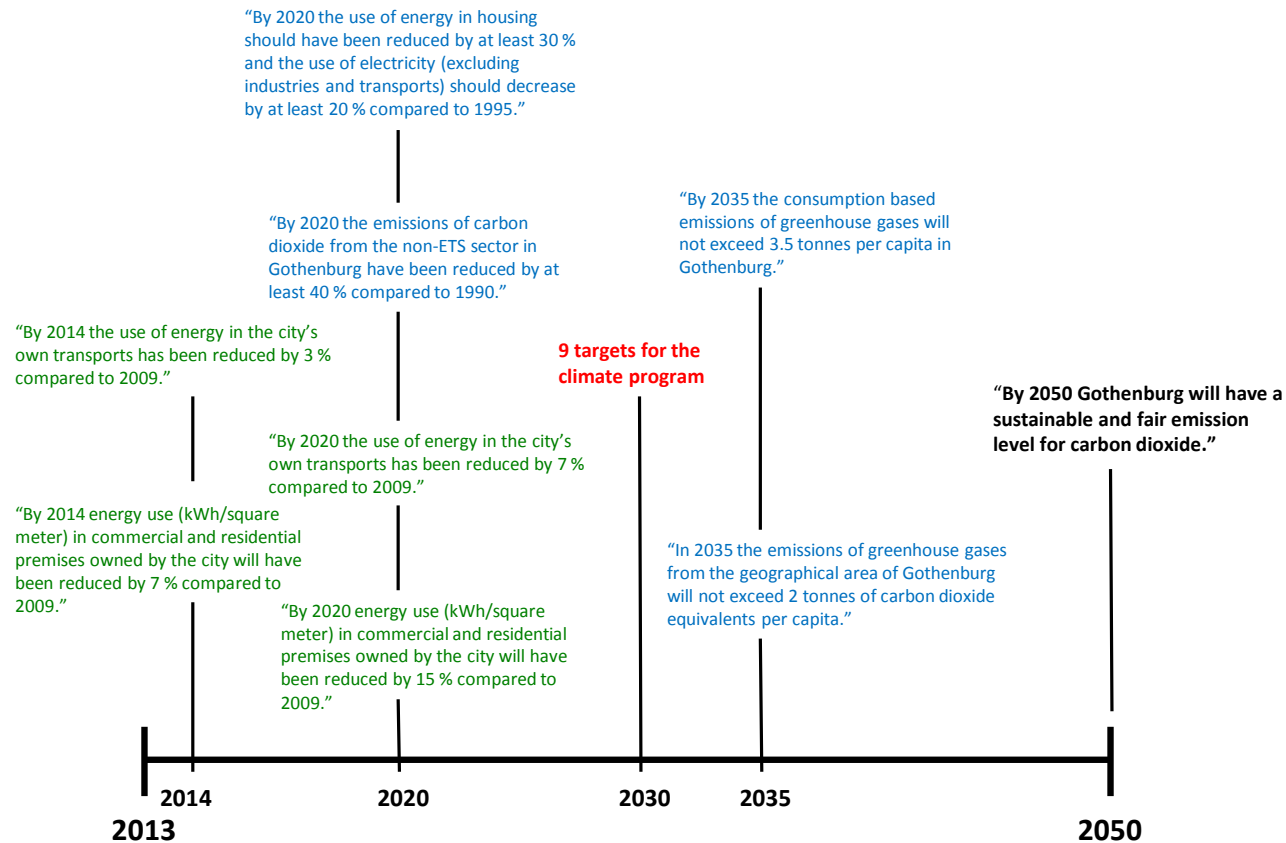 “By 2020 the use of energy in housing
should have been reduced by at least 30 %
and the use of electricity (excluding
industries and transports) should decrease
by at least 20 % compared to 1995.”
“By 2020 the emissions of carbon
dioxide from the non-ETS sector in
Gothenburg have been reduced by at
least 40 % compared to 1990.”
“By 2035 the consumption based
emissions of greenhouse gases will
not exceed 3.5 tonnes per capita in
Gothenburg.”
“By 2014 the use of energy in the city’s
own transports has been reduced by 3 %
compared to 2009.”
9 targets for the
climate program
“By 2050 Gothenburg will have a
sustainable and fair emission
level for carbon dioxide.”
“By 2020 the use of energy in the city’s
own transports has been reduced by 7 %
compared to 2009.”
“By 2014 energy use (kWh/square
meter) in commercial and residential
premises owned by the city will have
been reduced by 7 % compared to
2009.”
“In 2035 the emissions of greenhouse gases
from the geographical area of Gothenburg
will not exceed 2 tonnes of carbon dioxide
equivalents per capita.”
“By 2020 energy use (kWh/square
meter) in commercial and residential
premises owned by the city will have
been reduced by 15 % compared to
2009.”
2014
2020
2030
2035
2013
2050